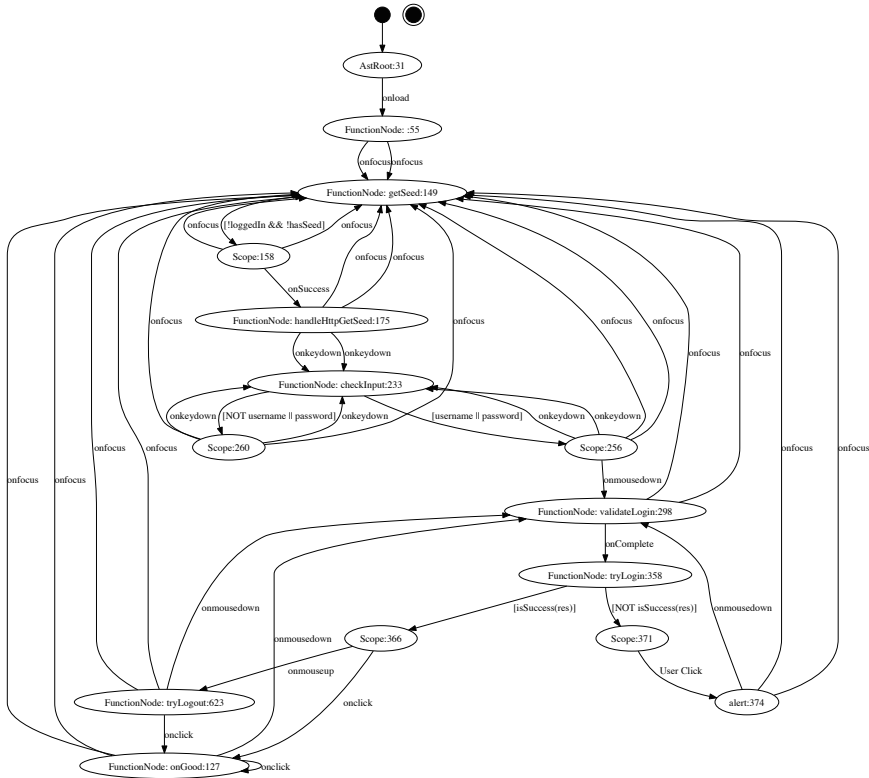 AstRoot:31
onload
FunctionNode: :55
onfocus onfocus
FunctionNode: getSeed:149
onfocus [!loggedIn && !hasSeed] onfocus
Scope:158
onfocus onfocus
onSuccess
FunctionNode: handleHttpGetSeed:175
onfocus onfocus onfocus onfocus
onkeydown onkeydown
onfocus onfocus
FunctionNode: checkInput:233
onkeydown [NOT username || password] onkeydown [username || password] onkeydown onkeydown
Scope:260 Scope:256
onfocus onfocus onfocus onfocus onfocus onfocus
onmousedown
FunctionNode: validateLogin:298
onComplete
FunctionNode: tryLogin:358
onmousedown [isSuccess(res)] [NOT isSuccess(res)] onmousedown
onmousedown Scope:366 Scope:371
onmouseup User Click
FunctionNode: tryLogout:623 onclick alert:374
onclick
FunctionNode: onGood:127 onclick